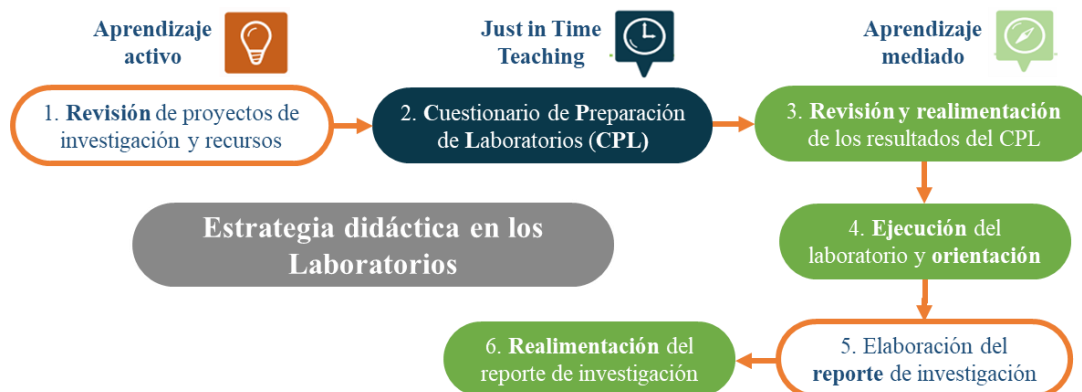 Aprendizaje
activo
Just in Time
Teaching
Aprendizaje
mediado
1. Revisión de proyectos de
investigación y recursos
2. Cuestionario de Preparación
de Laboratorios (CPL)
3. Revisión y realimentación
de los resultados del CPL
Estrategia didáctica en los
Laboratorios
4. Ejecución del
laboratorio y orientación
5. Elaboración del
reporte de investigación
6. Realimentación del
reporte de investigación